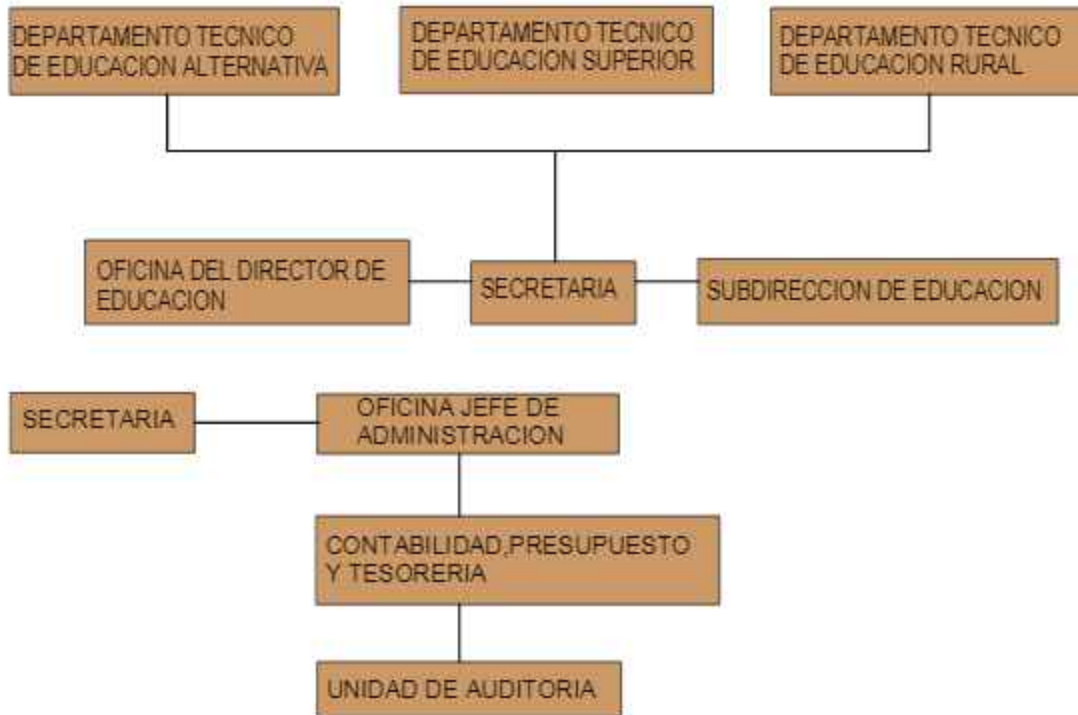 DEPARTAMENTO TECNICO
DE EDUCACION ALTERNATIVA
DEPARTAMENTO TECNICO
DE EDUCACION SUPERIOR
DEPARTAMENTO TECNICO
DE EDUCACION RURAL
OFICINA DEL DIRECTOR DE
EDUCACION
SECRETARIA
SUBDIRECCION DE EDUCACION
SECRETARIA
OFICINA JEFE DE
ADMINISTRACION
CONTABILIDAD,PRESUPUESTO
Y TESORERIA
UNIDAD DE AUDITORIA